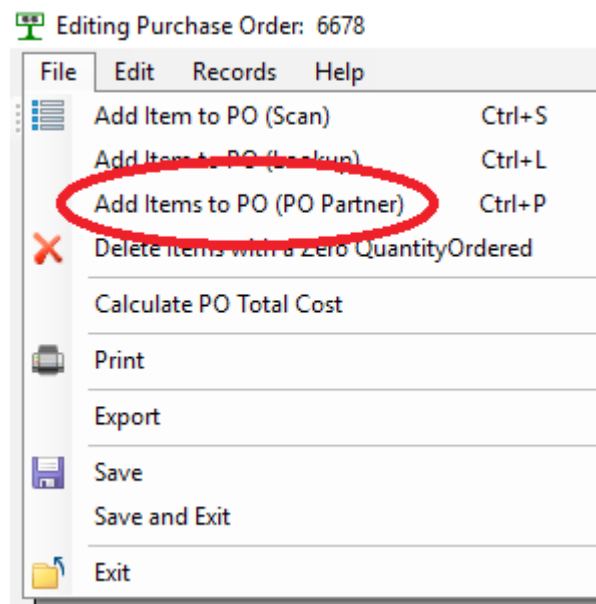 Editing Purchase Order: 6678
File Edit Records Help
Add Item to PO (Scan) Ctrl+S
Add Item to PO (Lookup) Ctrl+L
Add Items to PO (PO Partner) Ctrl+P
Delete Items with a Zero QuantityOrdered
Calculate PO Total Cost
Print
Export
Save
Save and Exit
Exit